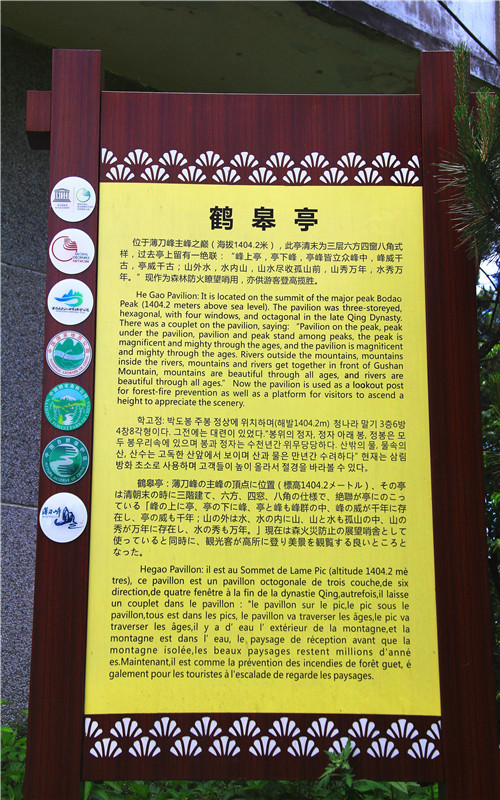 鹤皋亭
位于薄刀峰主峰之巅（海拔1404.2米），此亭清末为三层六方四窗八角式
样，过去亭上留有一绝联：“峰上亭，亭下峰，亭峰皆立众峰中，峰威千
古，亭威千古；山外水，水内山，山水尽收孤山前，山秀万年，水秀万
年。”现作为森林防火瞭望哨用，亦供游客登高揽胜。
He Gao Pavilion: It is located on the summit of the major peak Bodao
Peak (1404.2 meters above sea level). The pavilion was three-storeyed,
hexagonal, with four windows, and octagonal in the late Qing Dynasty.
There was a couplet on the pavilion, saying: “Pavilion on the peak, peak
under the pavilion, pavilion and peak stand among peaks, the peak is
magnificent and mighty through the ages, and the pavilion is magnificent
and mighty through the ages. Rivers outside the mountains, mountains
inside the rivers, mountains and rivers get together in front of Gushan
Mountain, mountains are beautiful through all ages, and rivers are
beautiful through all ages.” Now the pavilion is used as a lookout post
for forest-fire prevention as well as a platform for visitors to ascend a
height to appreciate the scenery.
학고정: 박도봉 주봉 정상에 위치하며(해발1404.2m) 청나라 말기 3층6방
4창8각형이다. 그전에는 대련이 있었다.“봉위의 정자, 정자 아래 봉, 정봉은 모
두 봉우리속에 있으며 봉과 정자는 수천년간 위무당당하다. 산밖의 물, 물속의
산, 산수는 고독한 산앞에서 보이며 산과 물은 만년간 수려하다” 현재는 삼림
방화 초소로 사용하며 고객들이 높이 올라서 절경을 바라볼 수 있다.
鶴皐亭：薄刀峰の主峰の頂点に位置（標高1404.2メートル）、その亭
は清朝末の時に三階建て、六方、四窓、八角の仕様で、絶聯が亭にのこっ
ている「峰の上に亭、亭の下に峰、亭と峰も峰群の中、峰の威が千年に存
在し、亭の威も千年；山の外は水、水の内に山、山と水も孤山の中、山の
秀が万年に存在し、水の秀も万年。」現在は森火災防止の展望哨舎として
使っていると同時に、観光客が高所に登り美景を観覧する良いところと
なった。
Hegao Pavillon: il est au Sommet de Lame Pic (altitude 1404.2 mè
tres), ce pavillon est un pavillon octogonale de trois couche,de six
direction,de quatre fenêtre à la fin de la dynastie Qing,autrefois,il laisse
un couplet dans le pavillon : "le pavillon sur le pic,le pic sous le
pavillon,tous est dans les pics, le pavillon va traverser les âges,le pic va
traverser les âges,il y a d' eau l' extérieur de la montagne,et la
montagne est dans l' eau, le paysage de réception avant que la
montagne isolée,les beaux paysages restent millions d'anné
es.Maintenant,il est comme la prévention des incendies de forêt guet, é
galement pour les touristes à l'escalade de regarde les paysages.